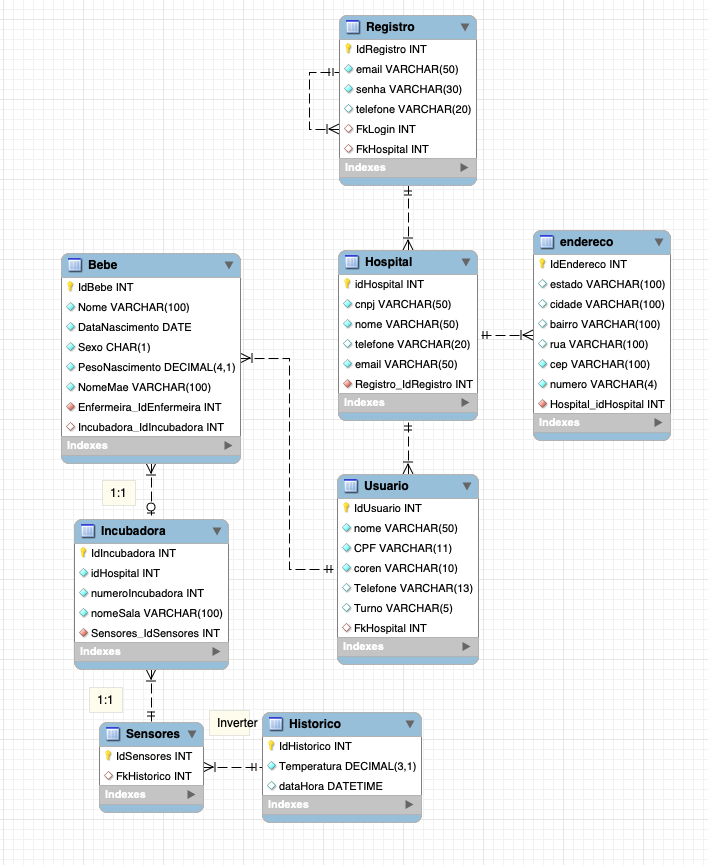 Registro
IdRegistro INT
email VARCHAR(50)
senha VARCHAR(30)
telefone VARCHAR(20)
FkLogin INT
FkHospital INT
Indexes
Hospital
idHospital INT
cnpj VARCHAR(50)
nome VARCHAR(50)
telefone VARCHAR(20)
email VARCHAR(50)
Registro_IdRegistro INT
Indexes
endereco
IdEndereco INT
estado VARCHAR(100)
cidade VARCHAR(100)
bairro VARCHAR(100)
rua VARCHAR(100)
cep VARCHAR(100)
numero VARCHAR(4)
Hospital_idHospital INT
Indexes
Bebe
IdBebe INT
Nome VARCHAR(100)
DataNascimento DATE
Sexo CHAR(1)
PesoNascimento DECIMAL(4,1)
NomeMae VARCHAR(100)
Enfermeira_IdEnfermeira INT
Incubadora_IdIncubadora INT
Indexes
1:1
Usuario
IdUsuario INT
nome VARCHAR(50)
CPF VARCHAR(11)
coren VARCHAR(10)
Telefone VARCHAR(13)
Turno VARCHAR(5)
FkHospital INT
Indexes
Incubadora
IdIncubadora INT
idHospital INT
numeroIncubadora INT
nomeSala VARCHAR(100)
Sensores_IdSensores INT
Indexes
1:1
Sensores
IdSensores INT
FkHistorico INT
Indexes
Inverter
Historico
IdHistorico INT
Temperatura DECIMAL(3,1)
dataHora DATETIME
Indexes